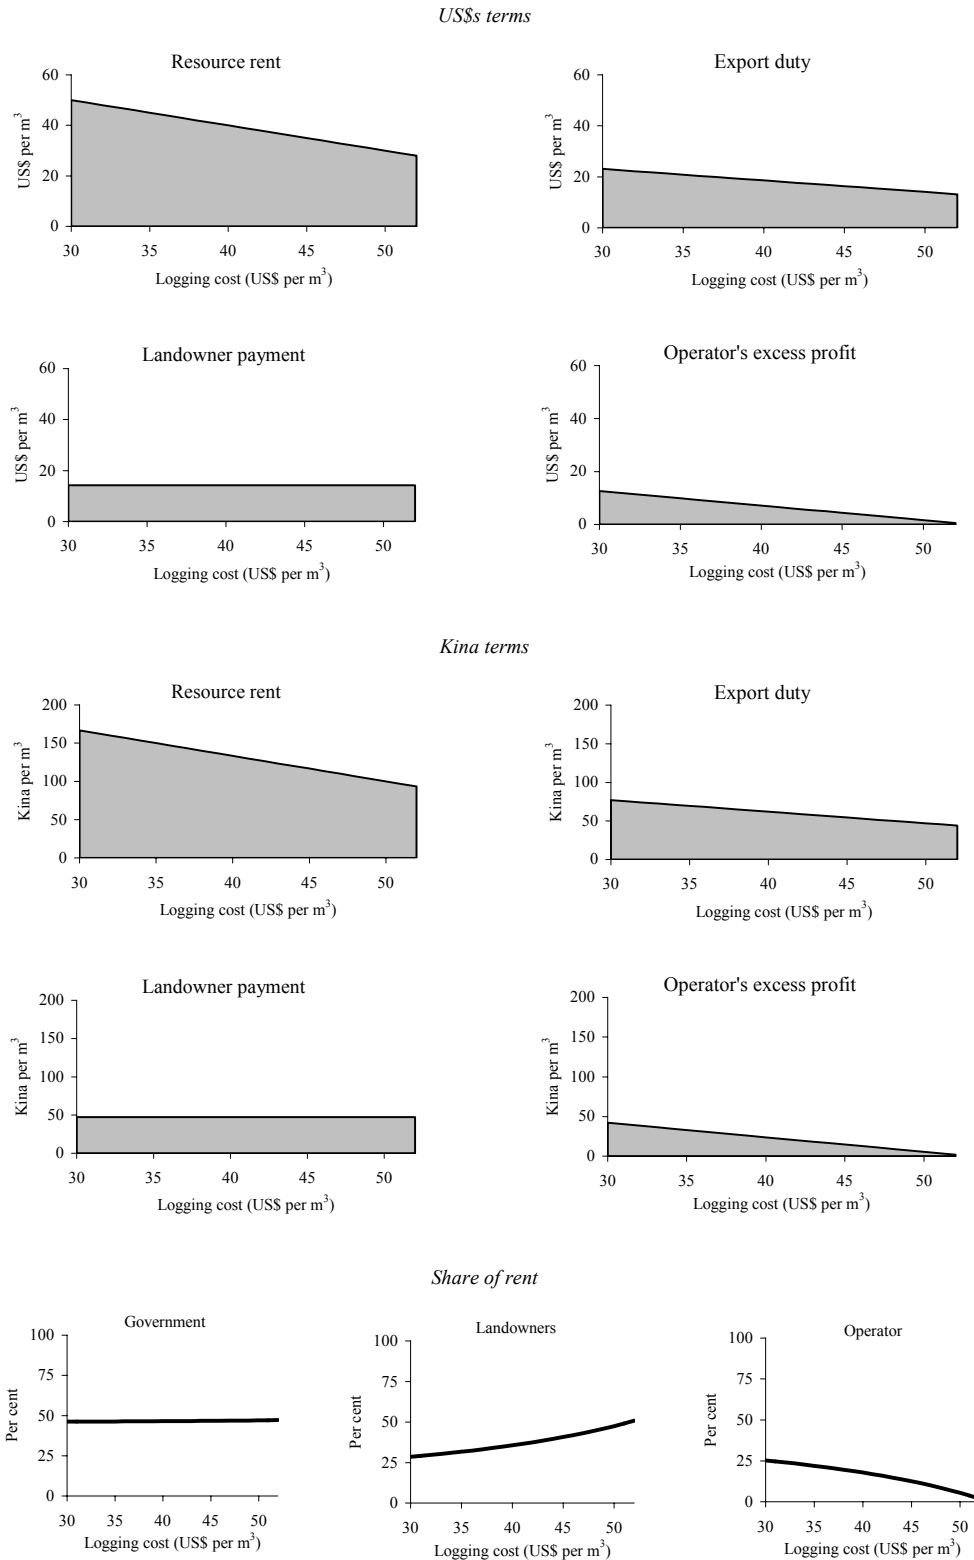 US$s terms
Resource rent
US$ per m³
60
40
20
0
30 35 40 45 50
Logging cost (US$ per m³)
Export duty
US$ per m³
60
40
20
0
30 35 40 45 50
Logging cost (US$ per m³)
Landowner payment
US$ per m³
60
40
20
0
30 35 40 45 50
Logging cost (US$ per m³)
Operator's excess profit
US$ per m³
60
40
20
0
30 35 40 45 50
Logging cost (US$ per m³)
Kina terms
Resource rent
Kina per m³
200
150
100
50
0
30 35 40 45 50
Logging cost (US$ per m³)
Export duty
Kina per m³
200
150
100
50
0
30 35 40 45 50
Logging cost (US$ per m³)
Landowner payment
Kina per m³
200
150
100
50
0
30 35 40 45 50
Logging cost (US$ per m³)
Operator's excess profit
Kina per m³
200
150
100
50
0
30 35 40 45 50
Logging cost (US$ per m³)
Share of rent
Government
Per cent
100
75
50
25
0
30 35 40 45 50
Logging cost (US$ per m³)
Landowners
Per cent
100
75
50
25
0
30 35 40 45 50
Logging cost (US$ per m³)
Operator
Per cent
100
75
50
25
0
30 35 40 45 50
Logging cost (US$ per m³)